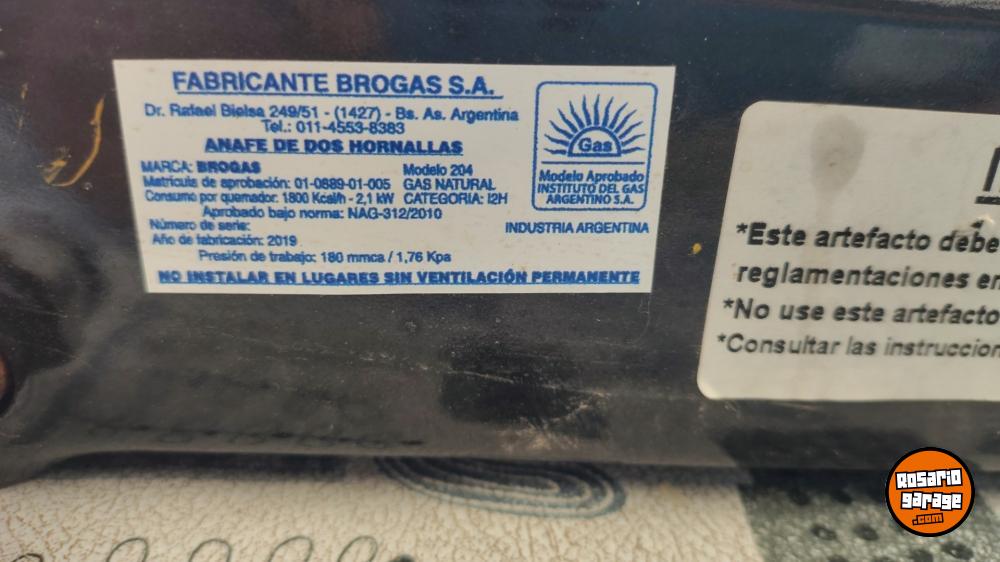 FABRICANTE BROGAS S.A.
Dr. Rafael Bielsa 249/51 - (1427) - Bs. As. Argentina
Tel.: 011-4553-8383
ANAFE DE DOS HORNALLAS
MARCA: BROGAS Modelo 204
Matrícula de aprobación: 01-0889-01-005 GAS NATURAL
Consumo por quemador: 1800 Kcal/h - 2,1 kW CATEGORIA: I2H
Aprobado bajo norma: NAG-312/2010
Número de serie:
Año de fabricación: 2019
Presión de trabajo: 180 mmca / 1,76 Kpa
NO INSTALAR EN LUGARES SIN VENTILACIÓN PERMANENTE
Gas
Modelo Aprobado
INSTITUTO DEL GAS
ARGENTINO S.A.
INDUSTRIA ARGENTINA
*Este artefacto debe
reglamentaciones en
*No use este artefacto
*Consultar las instruccion
Rosario
garage
.com